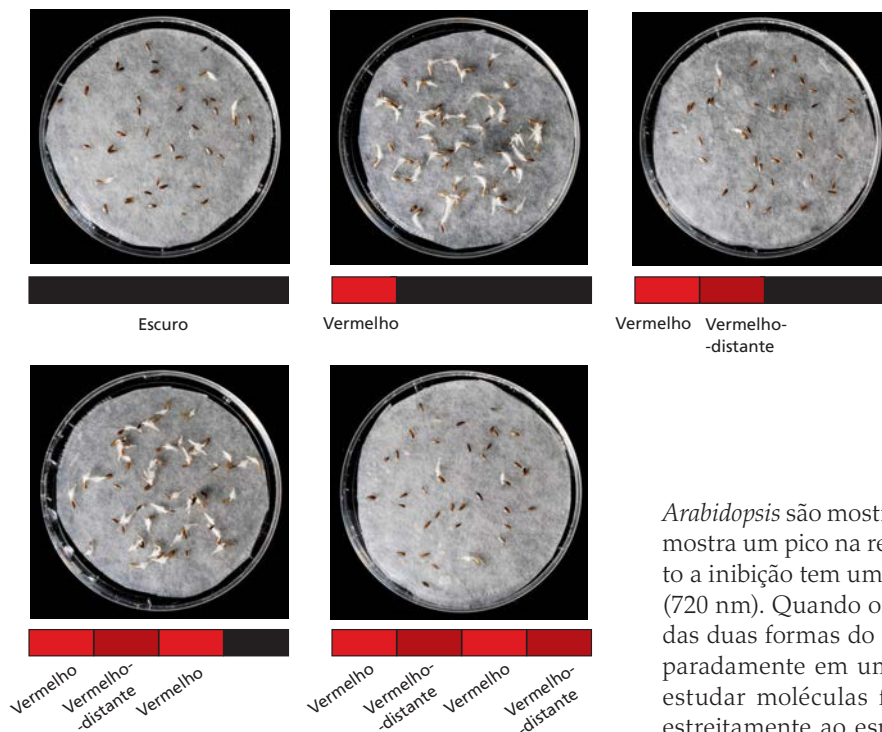 Escuro
Vermelho
Vermelho
Vermelho-
-distante
Vermelho
Vermelho-
-distante
Vermelho
Vermelho
Vermelho-
-distante
Vermelho
Vermelho-
-distante
Arabidopsis são mostr
mostra um pico na re
to a inibição tem um
(720 nm). Quando o
das duas formas do
paradamente em um
estudar moléculas f
estreitamente ao esp